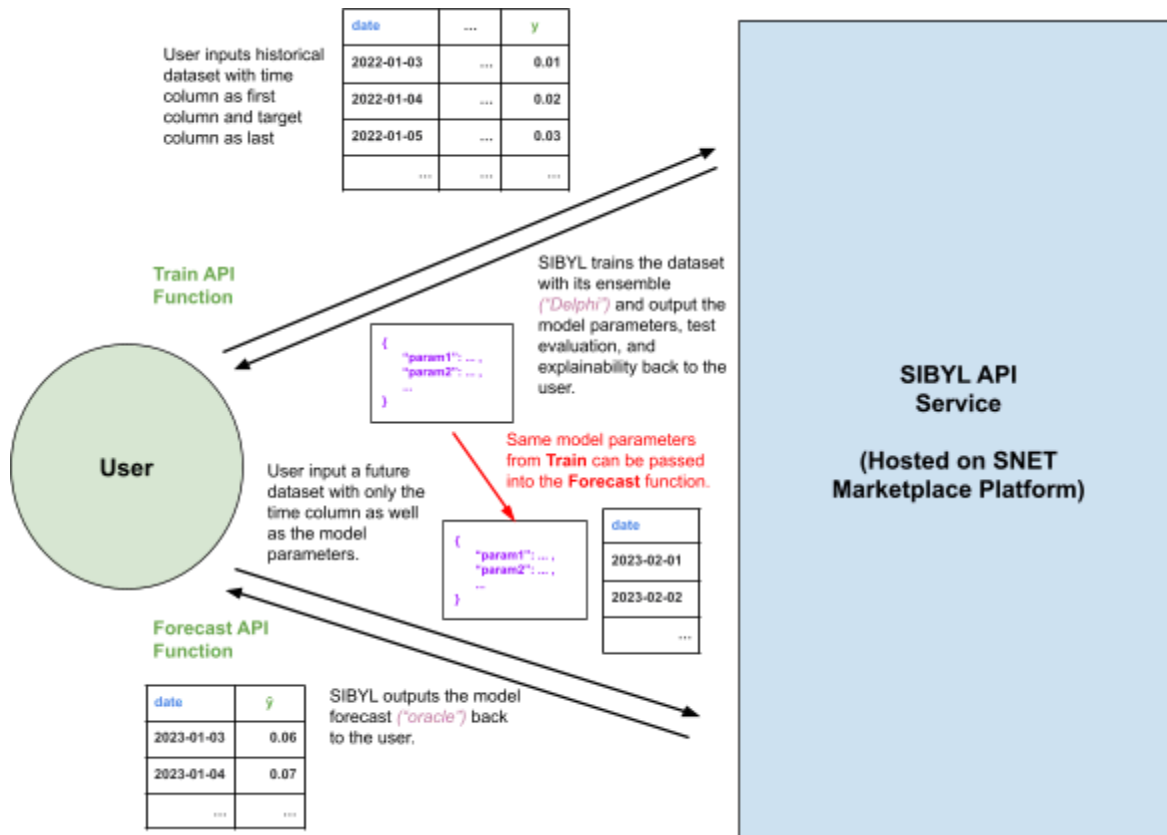 date ... y
2022-01-03 ... 0.01
2022-01-04 ... 0.02
2022-01-05 ... 0.03
... ... ...
User inputs historical
dataset with time
column as first
column and target
column as last
Train API
Function
SIBYL trains the dataset
with its ensemble
("Delphi") and output the
model parameters, test
evaluation, and
explainability back to the
user.
{
"param1": ... ,
"param2": ... ,
...
}
SIBYL API
Service
(Hosted on SNET
Marketplace Platform)
User
Same model parameters
from Train can be passed
into the Forecast function.
User input a future
dataset with only the
time column as well
as the model
parameters.
{
"param1": ... ,
"param2": ... ,
...
}
date
2023-02-01
2023-02-02
...
Forecast API
Function
date ŷ
2023-01-03 0.06
2023-01-04 0.07
... ...
SIBYL outputs the model
forecast ("oracle") back
to the user.